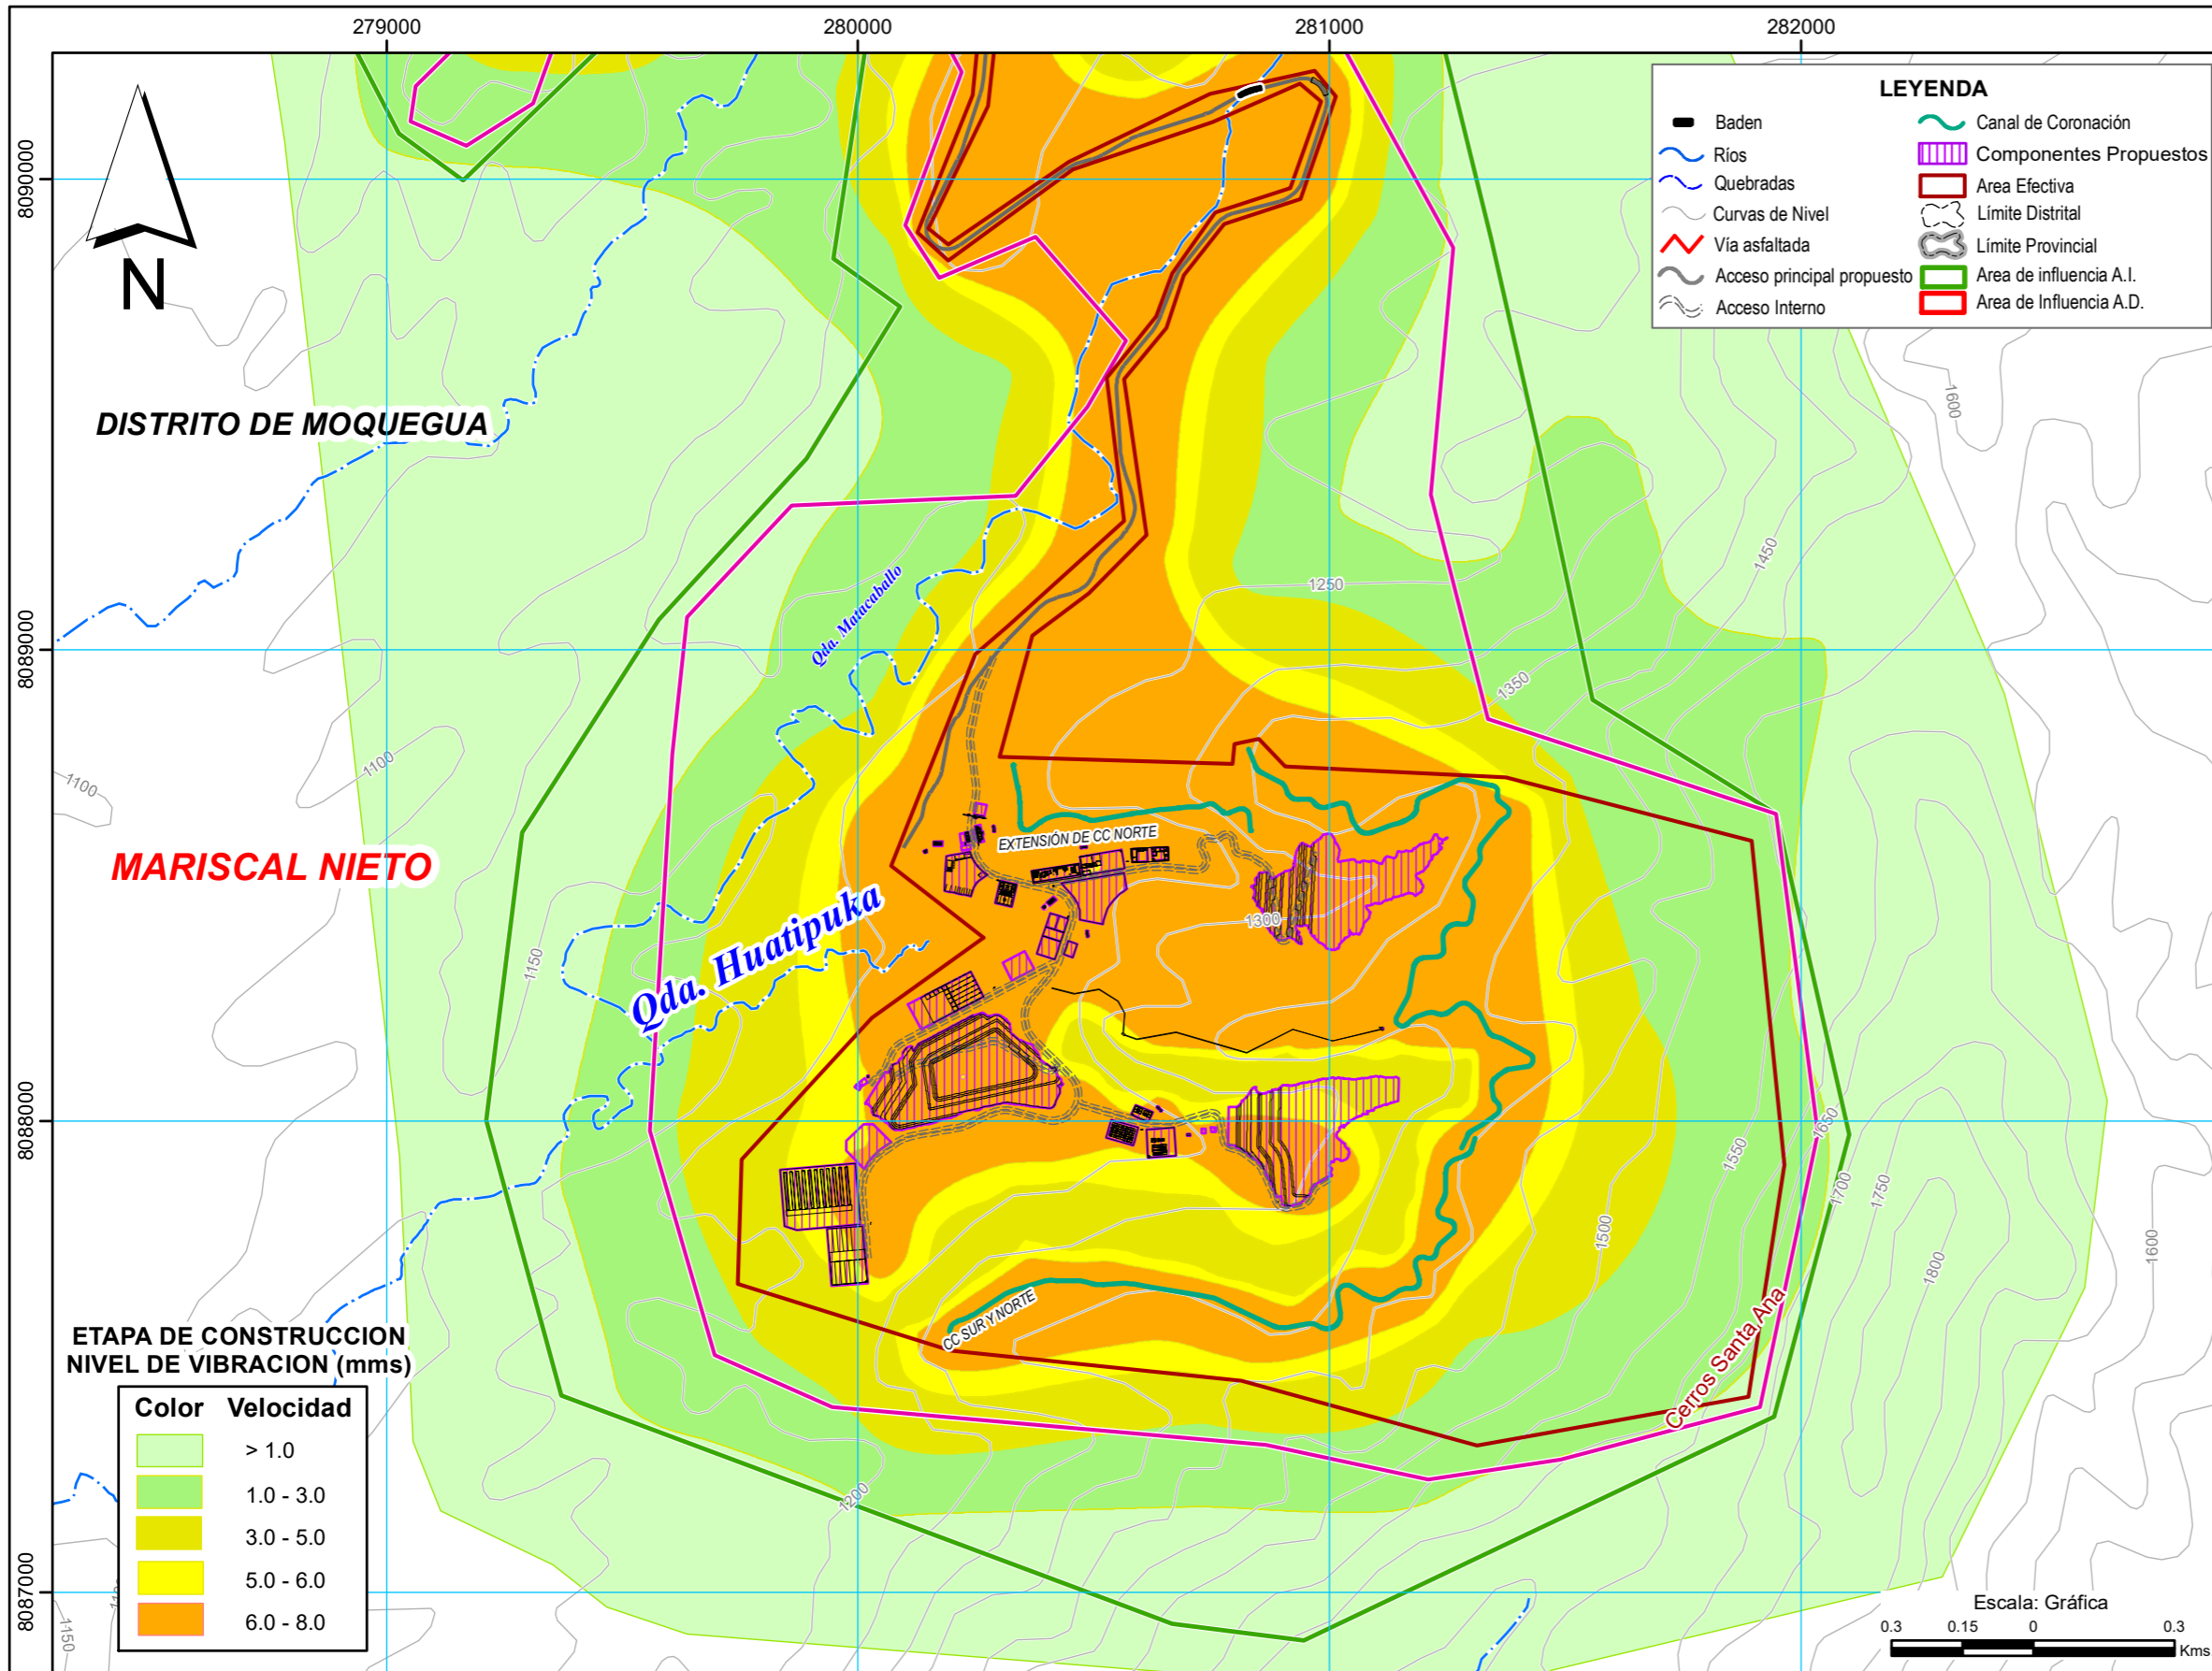 279000
280000
281000
282000
8090000
8089000
8088000
8087000
N
LEYENDA
Baden
Ríos
Quebradas
Curvas de Nivel
Vía asfaltada
Acceso principal propuesto
Acceso Interno
Canal de Coronación
Componentes Propuestos
Area Efectiva
Límite Distrital
Límite Provincial
Area de influencia A.I.
Area de Influencia A.D.
DISTRITO DE MOQUEGUA
MARISCAL NIETO
Qda. Matacaballo
Qda. Huatipuka
EXTENSIÓN DE CC NORTE
CC SUR Y NORTE
Cerros Santa Ana
1600
1450
1250
1350
1100
1100
1150
1300
1650
1550
1700
1750
1500
1800
1600
1200
1150
ETAPA DE CONSTRUCCION
NIVEL DE VIBRACION (mms)
Color Velocidad
> 1.0
1.0 - 3.0
3.0 - 5.0
5.0 - 6.0
6.0 - 8.0
Escala: Gráfica
0.3 0.15 0 0.3
Kms